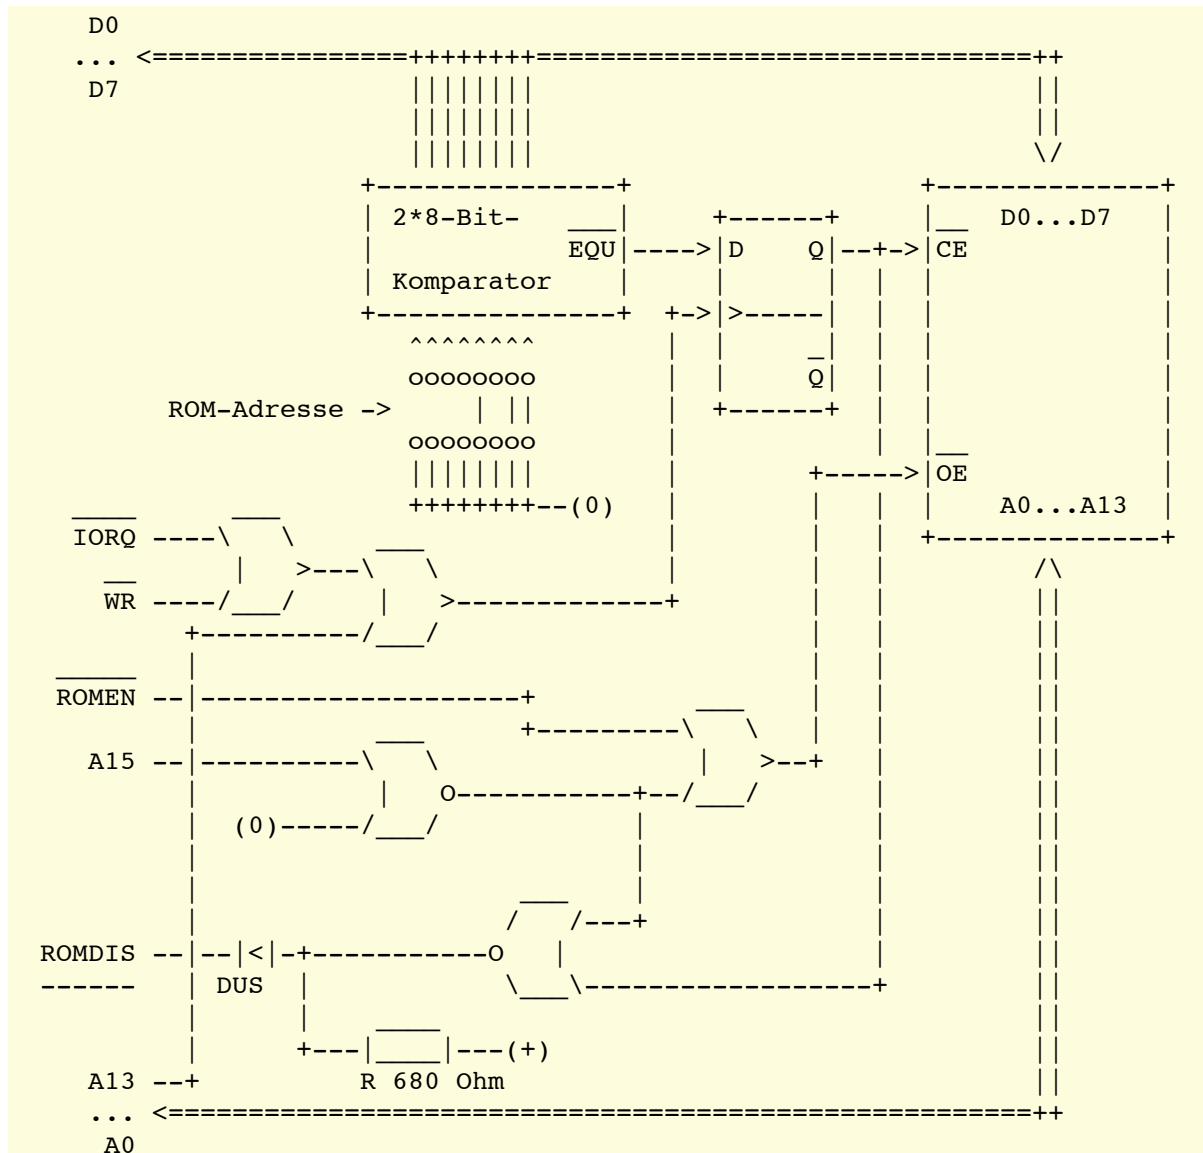 D0
...
D7
2*8-Bit-
EQU
D Q
CE
D0...D7
Komparator
Q
ROM-Adresse ->
OE
(0)
A0...A13
IORQ
WR
ROMEN
A15
(0)
ROMDIS
DUS
(+)
A13
R 680 Ohm
...
A0